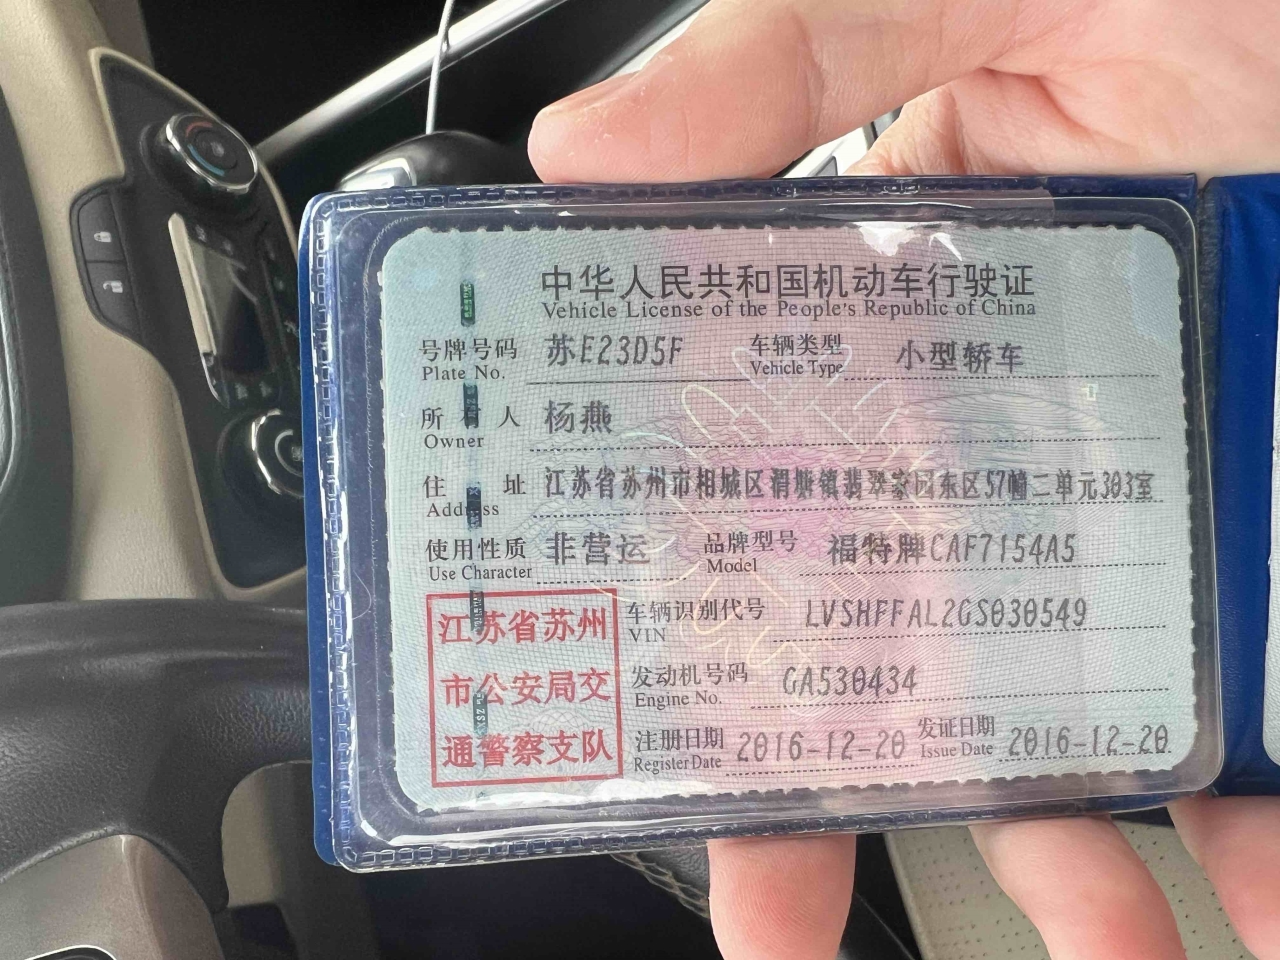 中华人民共和国机动车行驶证
Vehicle License of the People's Republic of China
号牌号码 苏E23D5F 车辆类型 小型轿车
Plate No. Vehicle Type
所有人 杨燕
Owner
住址 江苏省苏州市相城区渭塘镇翡翠家园东区57幢二单元303室
Address
使用性质 非营运 品牌型号 福特牌CAF7154A5
Use Character Model
江苏省苏州
市公安局交
通警察支队
车辆识别代号 LVSHFFAL2GS030549
VIN
发动机号码 GA530434
Engine No.
注册日期 2016-12-20 发证日期 2016-12-20
Register Date Issue Date